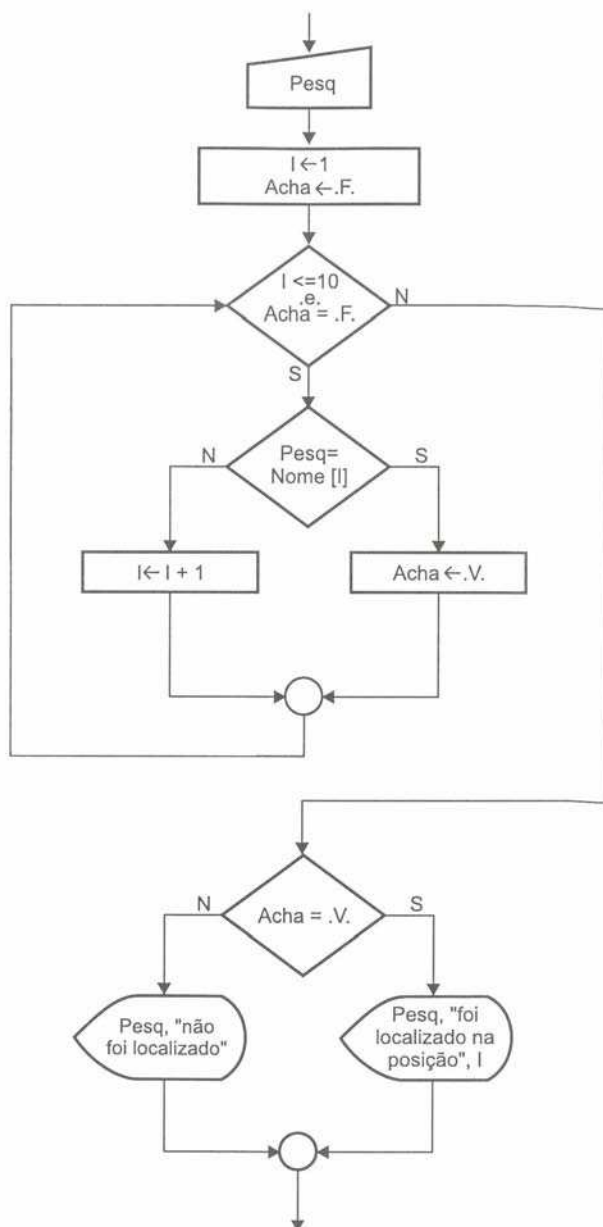 Pesq
I ←1
Acha ←.F.
I <=10
.e.
Acha = .F.
N
S
Pesq=
Nome [I]
N
S
I← I + 1
Acha ←.V.
Acha = .V.
N
S
Pesq, "não
foi localizado"
Pesq, "foi
localizado na
posição", I